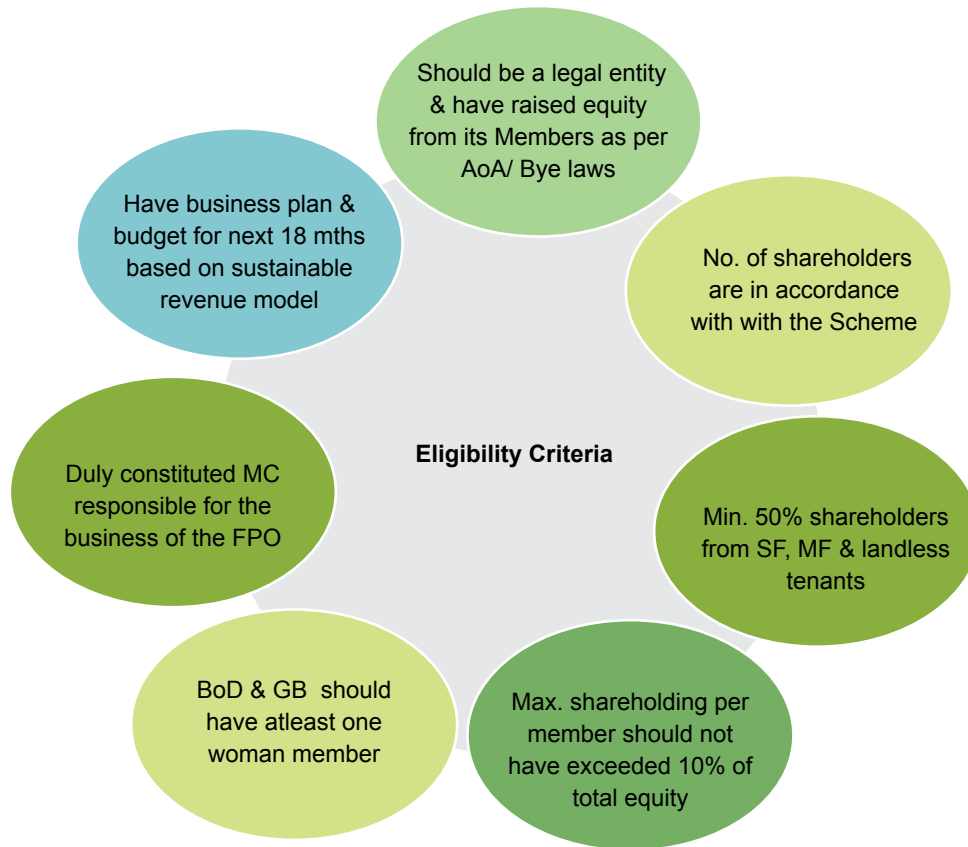 Should be a legal entity
& have raised equity
from its Members as per
AoA/ Bye laws
No. of shareholders
are in accordance
with with the Scheme
Min. 50% shareholders
from SF, MF & landless
tenants
Max. shareholding per
member should not
have exceeded 10% of
total equity
BoD & GB should
have atleast one
woman member
Duly constituted MC
responsible for the
business of the FPO
Have business plan &
budget for next 18 mths
based on sustainable
revenue model
Eligibility Criteria